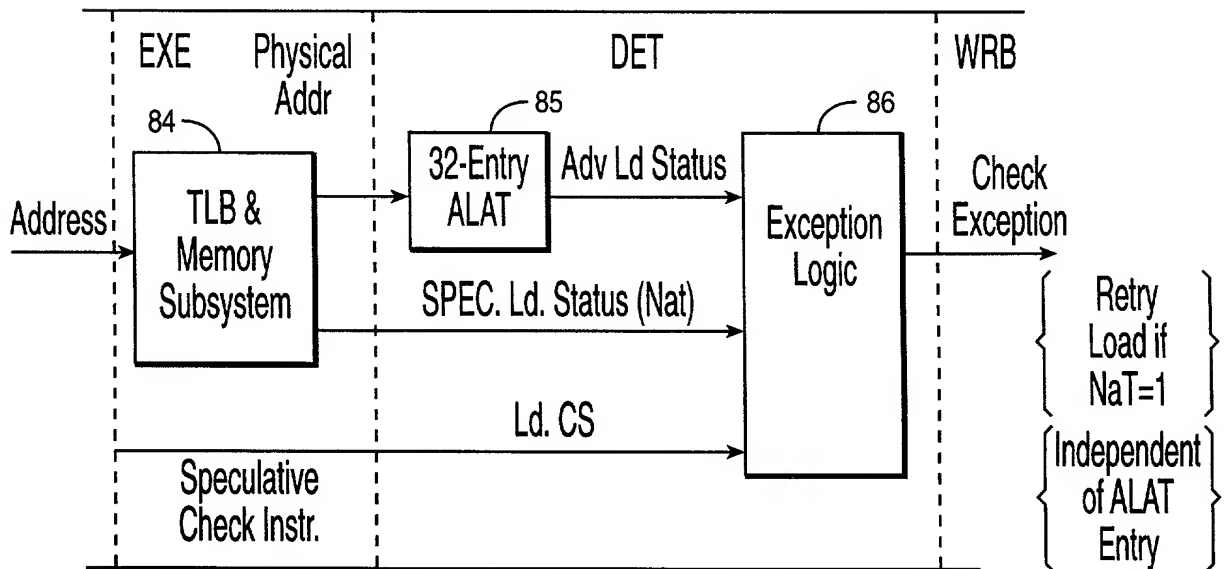 EXE
Physical
Addr
DET
WRB
84
85
86
Address
TLB &
Memory
Subsystem
32-Entry
ALAT
Adv Ld Status
Exception
Logic
Check
Exception
SPEC. Ld. Status (Nat)
Retry
Load if
NaT=1
Ld. CS
Speculative
Check Instr.
Independent
of ALAT
Entry